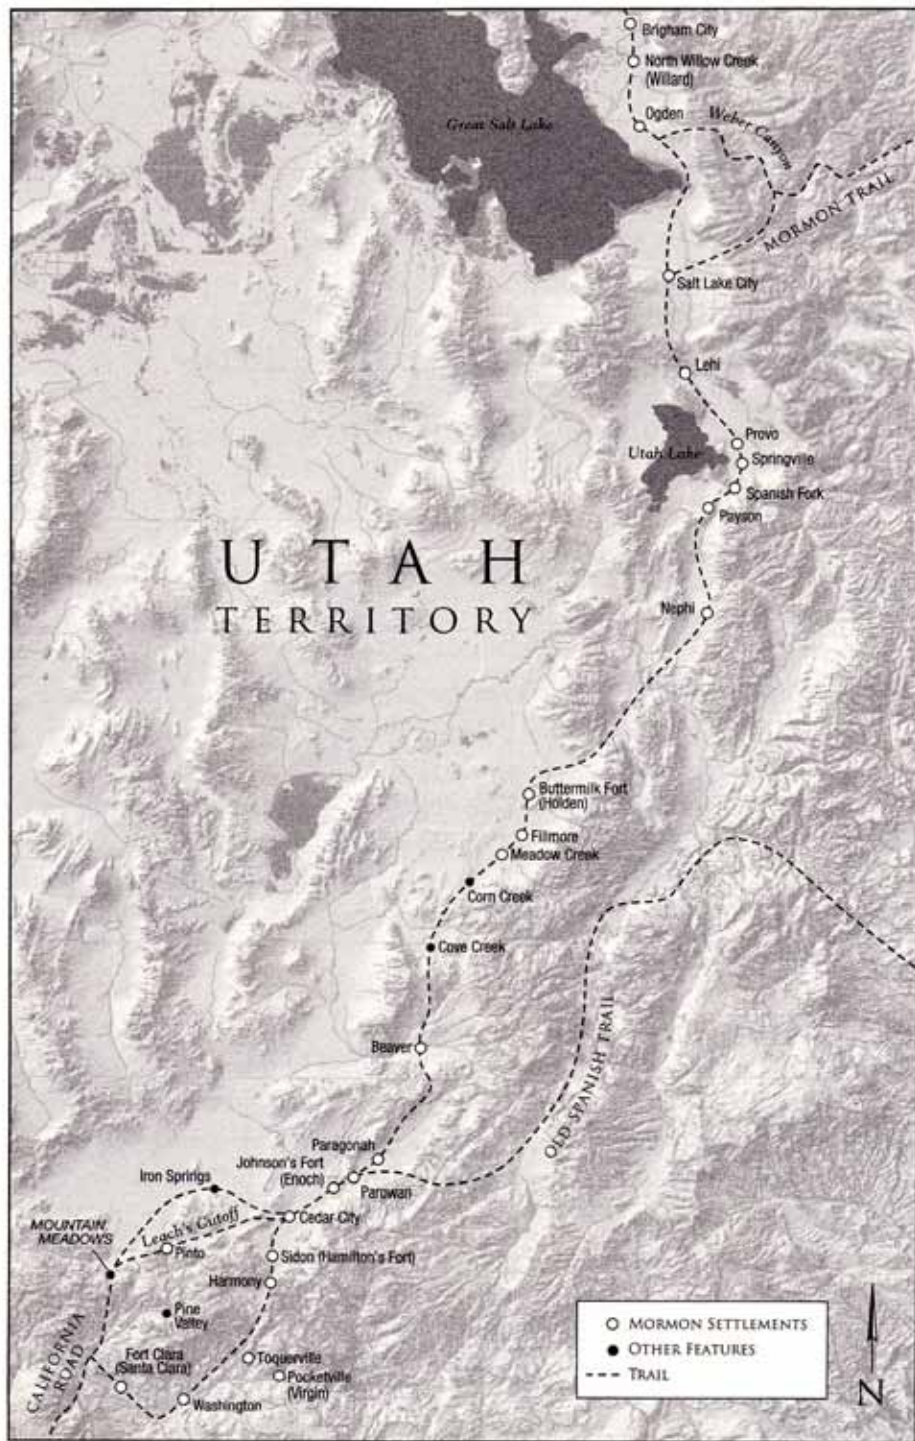 Brigham City
North Willow Creek
(Willard)
Ogden
Weber Canyon
Great Salt Lake
MORMON TRAIL
Salt Lake City
Lehi
Provo
Utah Lake
Springville
Spanish Fork
Payson
UTAH
TERRITORY
Nephi
Buttermilk Fort
(Holden)
Fillmore
Meadow Creek
Corn Creek
Cove Creek
OLD SPANISH TRAIL
Beaver
Paragonah
Johnson's Fort
(Enoch)
Parowan
Iron Springs
Leach's Cutoff
Cedar City
MOUNTAIN
MEADOWS
Pinto
Sidon (Hamilton's Fort)
Harmony
Pine
Valley
CALIFORNIA
ROAD
Fort Clara
(Santa Clara)
Toquerville
Pocketville
(Virgin)
Washington
MORMON SETTLEMENTS
OTHER FEATURES
TRAIL
N